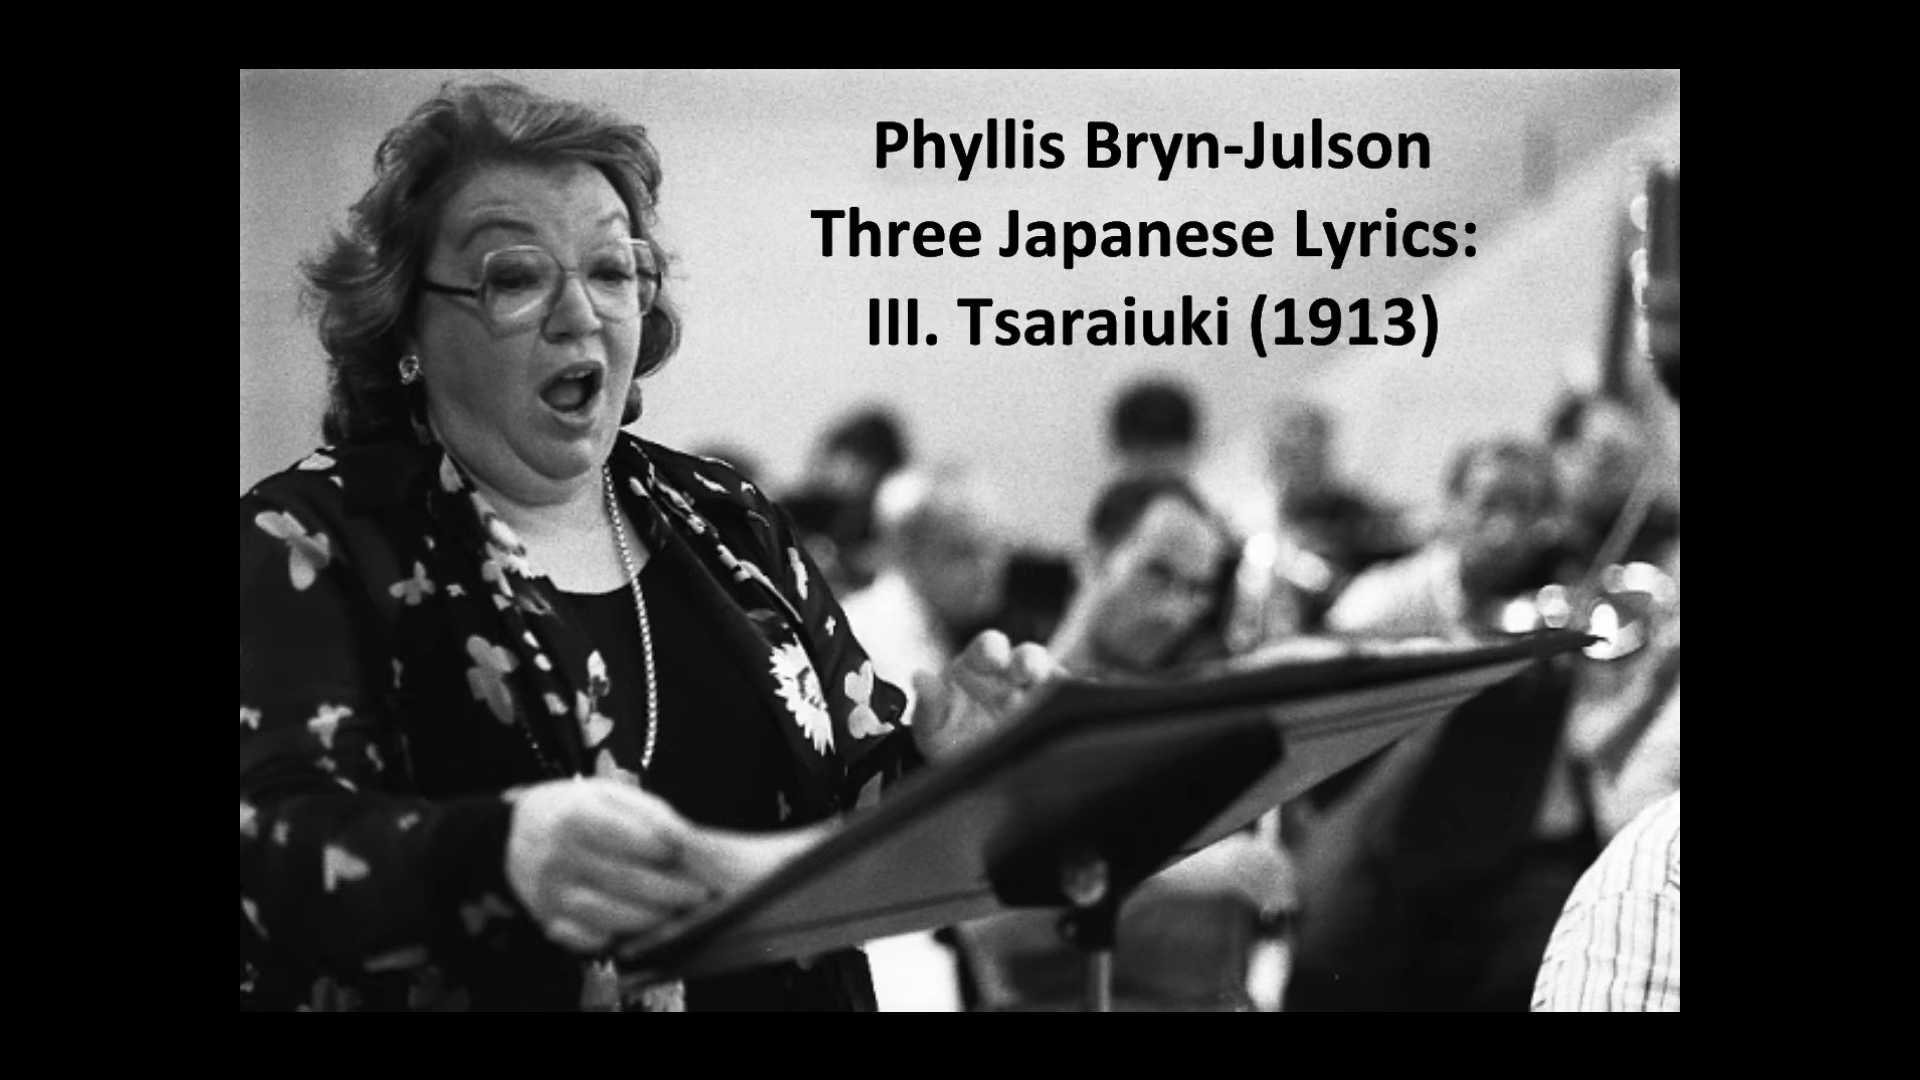 Phyllis Bryn-Julson
Three Japanese Lyrics:
III. Tsaraiuki (1913)